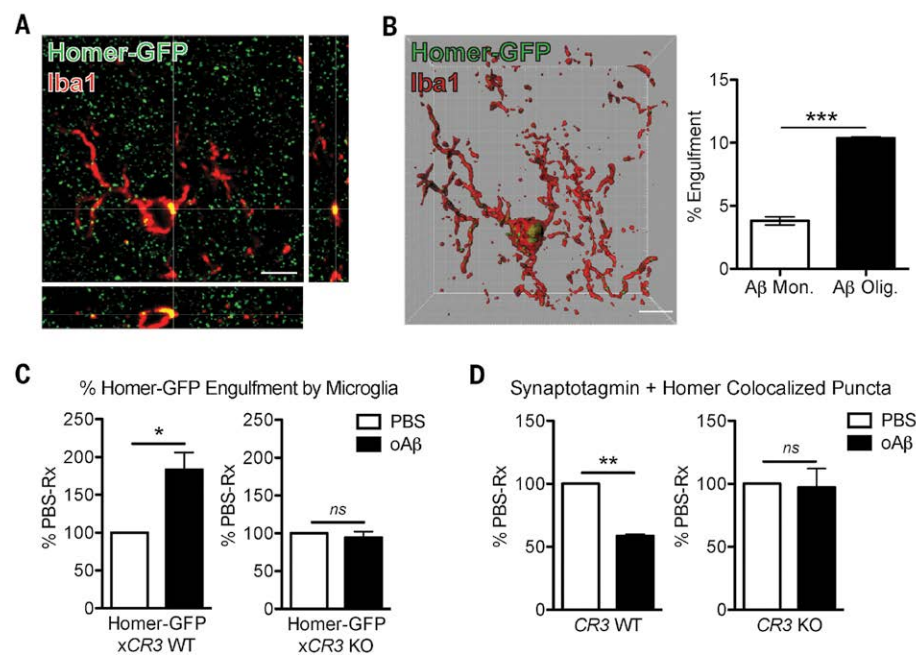 A
Homer-GFP
Iba1
B
Homer-GFP
Iba1
% Engulfment
15
10
5
0
***
Aβ Mon.
Aβ Olig.
C
% Homer-GFP Engulfment by Microglia
PBS
oAβ
% PBS-Rx
200
150
100
50
0
*
Homer-GFP
xCR3 WT
% PBS-Rx
250
200
150
100
50
0
ns
Homer-GFP
xCR3 KO
D
Synaptotagmin + Homer Colocalized Puncta
PBS
oAβ
% PBS-Rx
150
100
50
0
**
CR3 WT
% PBS-Rx
150
100
50
0
ns
CR3 KO